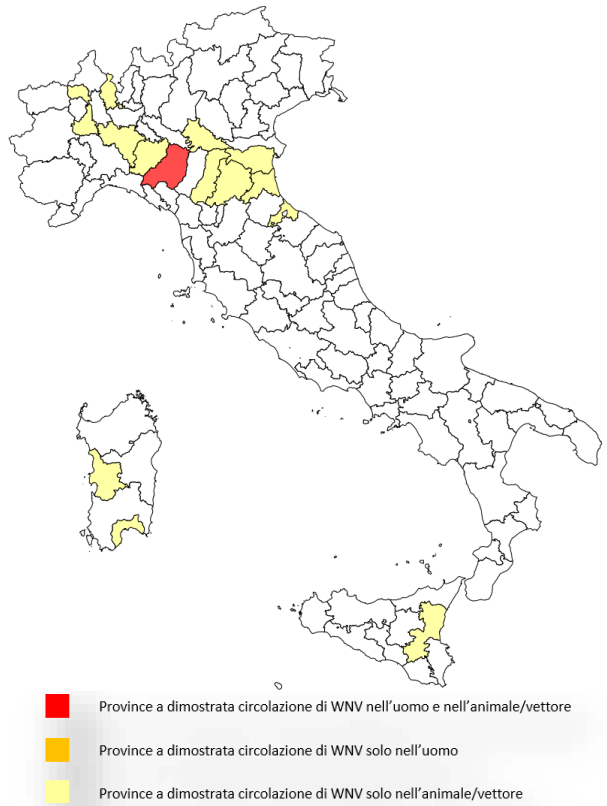 Province a dimostrata circolazione di WNV nell'uomo e nell'animale/vettore
Province a dimostrata circolazione di WNV solo nell'uomo
Province a dimostrata circolazione di WNV solo nell'animale/vettore